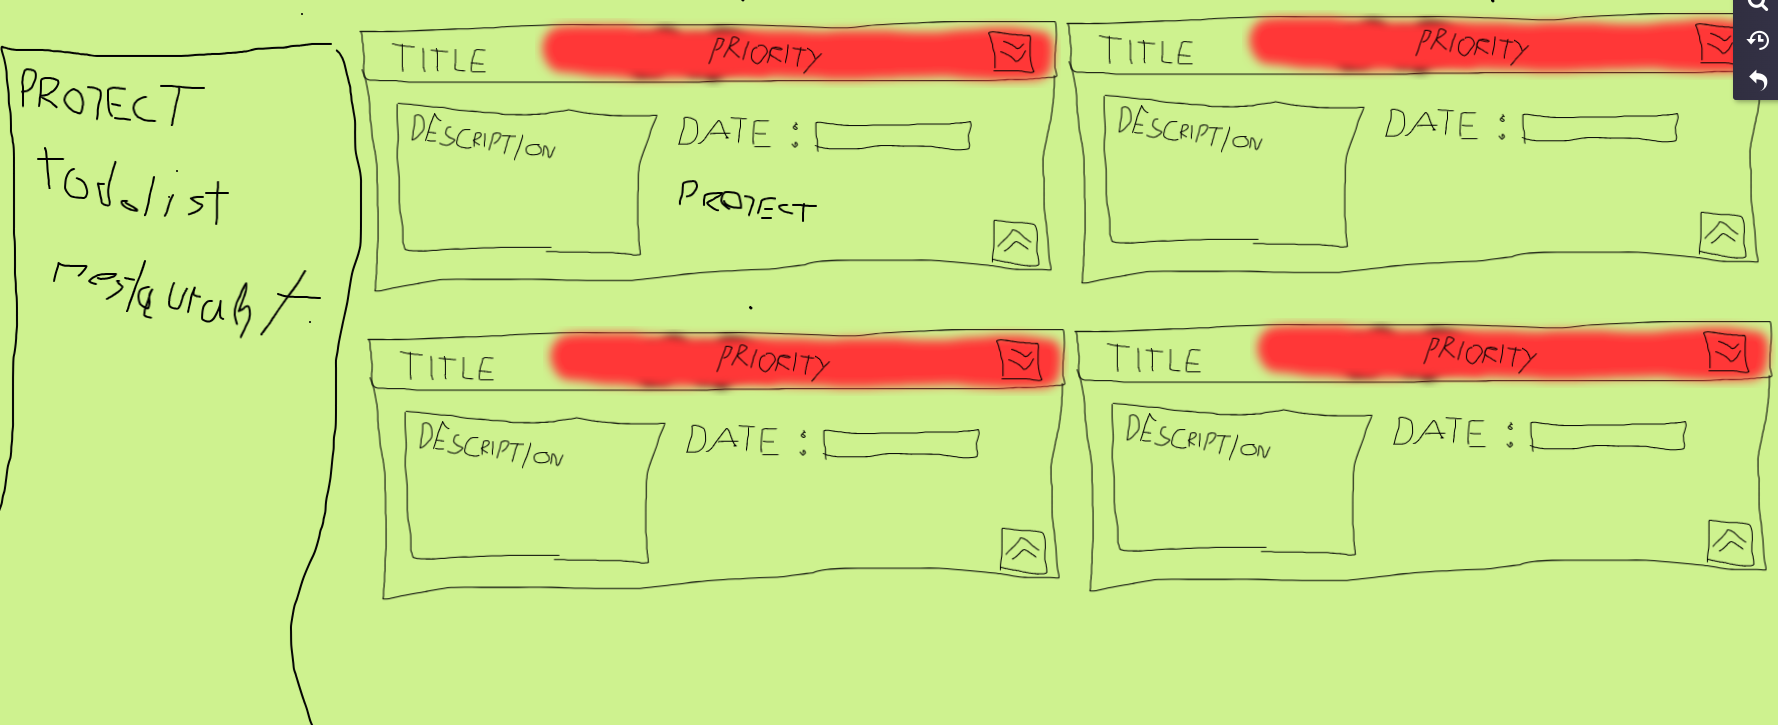 PROJECT
todolist
restaurant
TITLE PRIORITY
DESCRIPTION
DATE :
PROJECT
TITLE PRIORITY
DESCRIPTION
DATE :
TITLE PRIORITY
DESCRIPTION
DATE :
TITLE PRIORITY
DESCRIPTION
DATE :